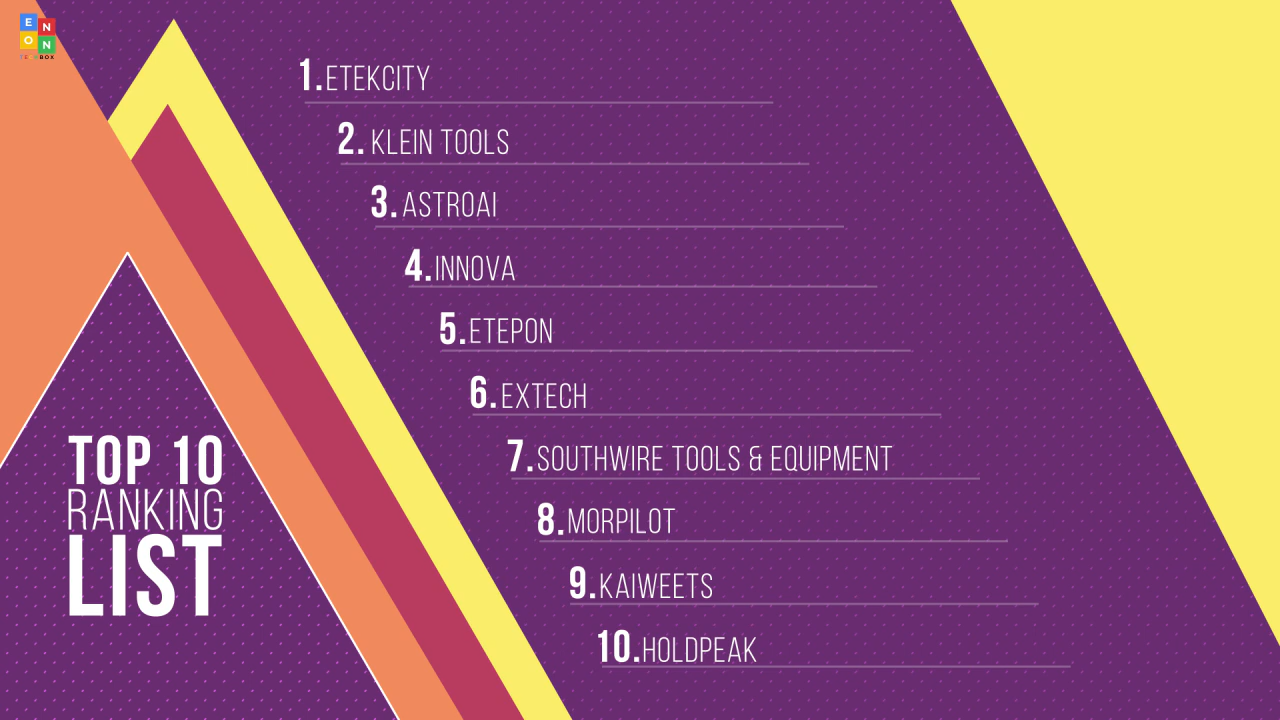 E N
O N
TECHBOX
1. ETEKCITY
2. KLEIN TOOLS
3. ASTROAI
4. INNOVA
5. ETEPON
6. EXTECH
7. SOUTHWIRE TOOLS & EQUIPMENT
8. MORPILOT
9. KAIWEETS
10. HOLDPEAK
TOP 10
RANKING
LIST